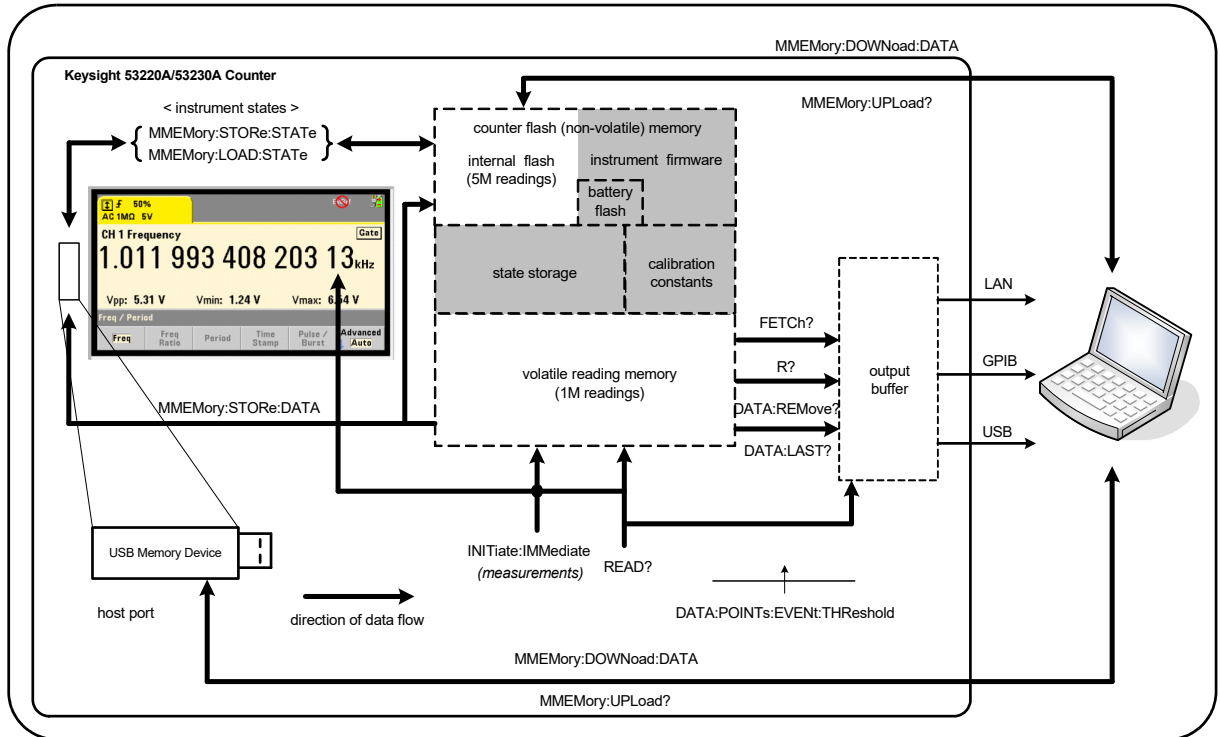 MMEMory:DOWNoad:DATA
Keysight 53220A/53230A Counter
< instrument states >
MMEMory:STORe:STATe
MMEMory:LOAD:STATe
MMEMory:UPLoad?
counter flash (non-volatile) memory
internal flash
(5M readings)
instrument firmware
battery
flash
state storage
calibration
constants
volatile reading memory
(1M readings)
50%
AC 1MΩ 5V
CH 1 Frequency
Gate
1.011 993 408 203 13kHz
Vpp: 5.31 V Vmin: 1.24 V Vmax: 6.54 V
Freq / Period
Freq
Freq
Ratio
Period
Time
Stamp
Pulse /
Burst
Advanced
Auto
MMEMory:STORe:DATA
FETCh?
R?
DATA:REMove?
DATA:LAST?
output
buffer
LAN
GPIB
USB
USB Memory Device
host port
direction of data flow
INITiate:IMMediate
(measurements)
READ?
DATA:POINTs:EVENt:THReshold
MMEMory:DOWNoad:DATA
MMEMory:UPLoad?